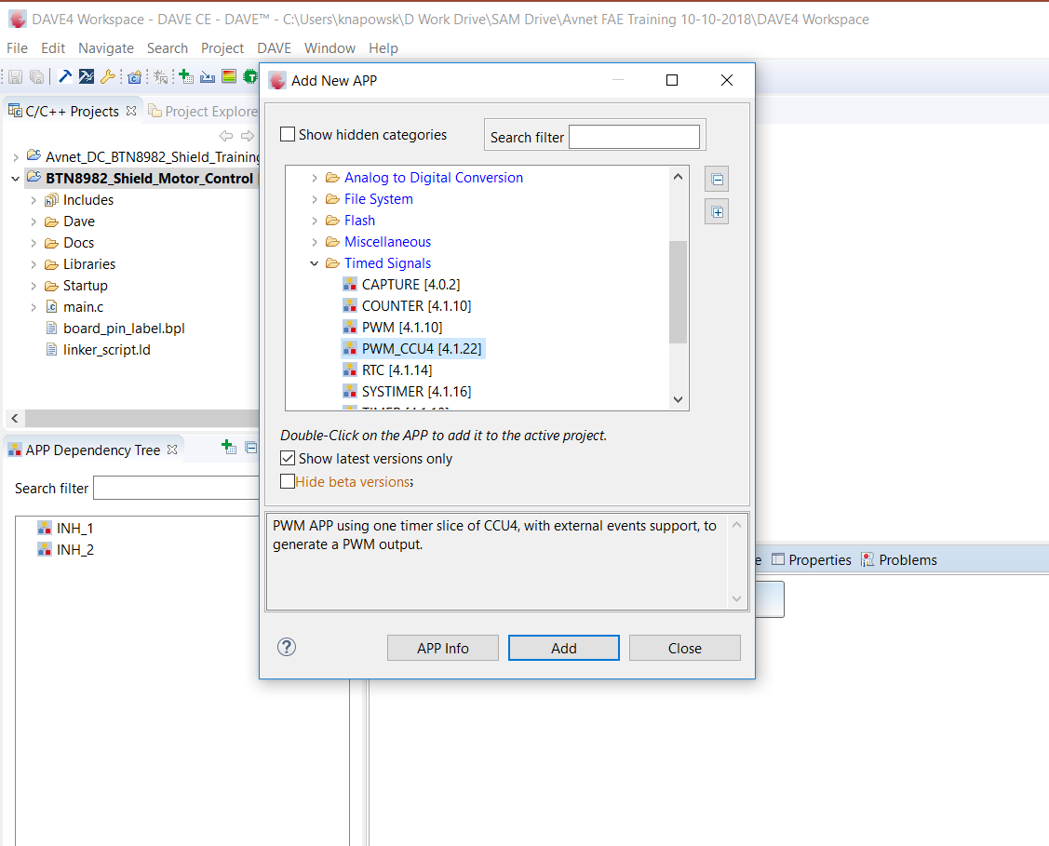 DAVE4 Workspace - DAVE CE - DAVE™ - C:\Users\knapowsk\D Work Drive\SAM Drive\Avnet FAE Training 10-10-2018\DAVE4 Workspace
File Edit Navigate Search Project DAVE Window Help
C/C++ Projects
Project Explore
Avnet_DC_BTN8982_Shield_Training
BTN8982_Shield_Motor_Control
Includes
Dave
Docs
Libraries
Startup
main.c
board_pin_label.bpl
linker_script.ld
APP Dependency Tree
Search filter
INH_1
INH_2
Add New APP
Show hidden categories
Search filter
Analog to Digital Conversion
File System
Flash
Miscellaneous
Timed Signals
CAPTURE [4.0.2]
COUNTER [4.1.10]
PWM [4.1.10]
PWM_CCU4 [4.1.22]
RTC [4.1.14]
SYSTIMER [4.1.16]
Double-Click on the APP to add it to the active project.
Show latest versions only
Hide beta versions;
PWM APP using one timer slice of CCU4, with external events support, to
generate a PWM output.
APP Info
Add
Close
e Properties Problems